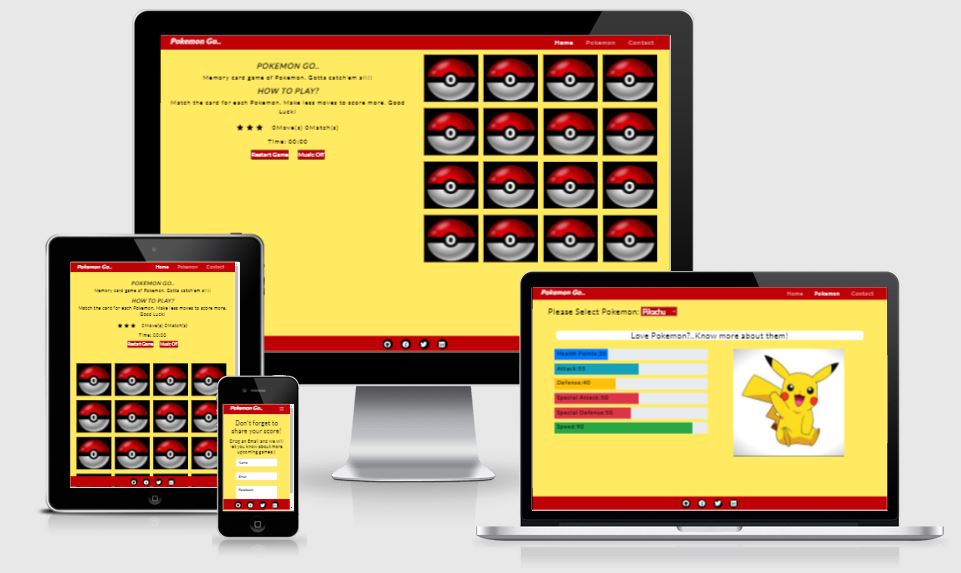 Pokemon Go..
Home Pokemon Contact
POKEMON GO..
Memory card game of Pokemon. Gotta catch'em all!!
HOW TO PLAY?
Match the card for each Pokemon. Make less moves to score more. Good
Luck!
0Move(s) 0Match(s)
Time: 00:00
Restart Game Music Off
Pokemon Go..
Home Pokemon Contact
POKEMON GO..
Memory card game of Pokemon. Gotta catch'em all!!
HOW TO PLAY?
Match the card for each Pokemon. Make less moves to score more.
Good Luck!
0Move(s) 0Match(s)
Time: 00:00
Restart Game Music Off
Pokemon Go..
Don't forget to
share your score!
Drop an Email and we will
let you know about more
upcoming games:)
Name
Email
Pokemon Go..
Home Pokemon Contact
Please Select Pokemon: Pikachu
Love Pokemon?..Know more about them!
Health Points:35
Attack:55
Defense:40
Special Attack:50
Special Defense:50
Speed:90